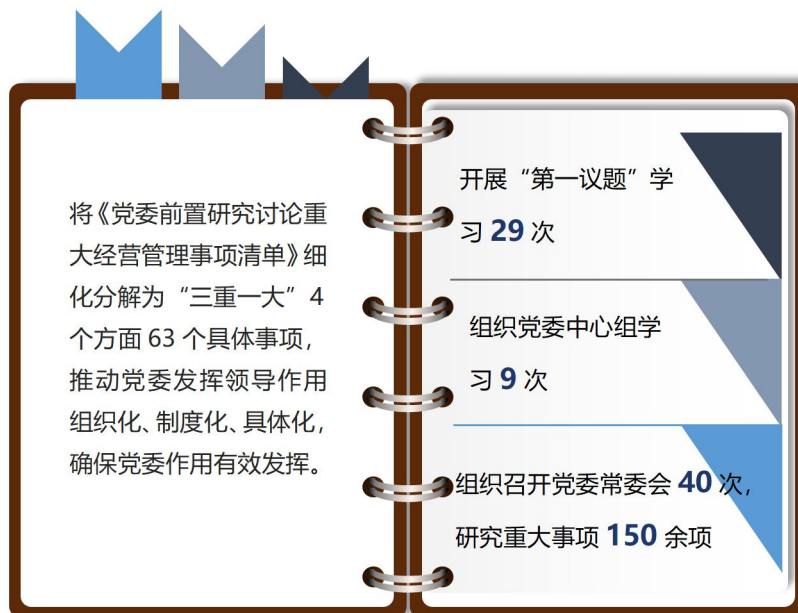 将《党委前置研究讨论重
大经营管理事项清单》细
化分解为“三重一大”4
个方面 63 个具体事项，
推动党委发挥领导作用
组织化、制度化、具体化，
确保党委作用有效发挥。
开展“第一议题”学
习 29 次
组织党委中心组学
习 9 次
组织召开党委常委会 40 次，
研究重大事项 150 余项